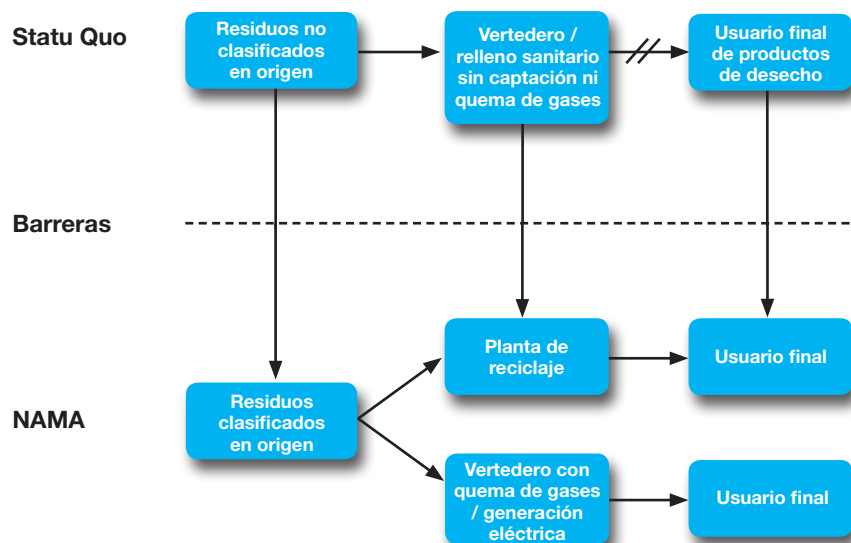 Statu Quo
Residuos no
clasificados
en origen
Vertedero /
relleno sanitario
sin captación ni
quema de gases
Usuario final
de productos
de desecho
Barreras
NAMA
Residuos
clasificados
en origen
Planta de
reciclaje
Usuario final
Vertedero con
quema de gases
/ generación
eléctrica
Usuario final